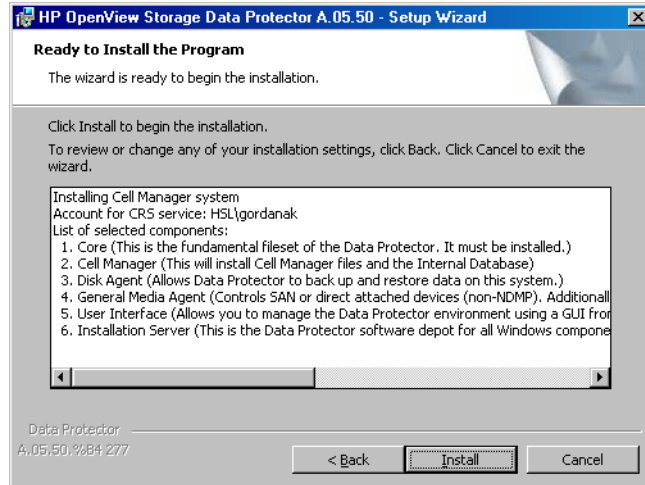 HP OpenView Storage Data Protector A.05.50 - Setup Wizard
Ready to Install the Program
The wizard is ready to begin the installation.
Click Install to begin the installation.
To review or change any of your installation settings, click Back. Click Cancel to exit the
wizard.
Installing Cell Manager system
Account for CRS service: HSL\gordanak
List of selected components:
1. Core (This is the fundamental fileset of the Data Protector. It must be installed.)
2. Cell Manager (This will install Cell Manager files and the Internal Database)
3. Disk Agent (Allows Data Protector to back up and restore data on this system.)
4. General Media Agent (Controls SAN or direct attached devices (non-NDMP). Additionall
5. User Interface (Allows you to manage the Data Protector environment using a GUI fron
6. Installation Server (This is the Data Protector software depot for all Windows compone
Data Protector
A.05.50.%B4 277
< Back
Install
Cancel